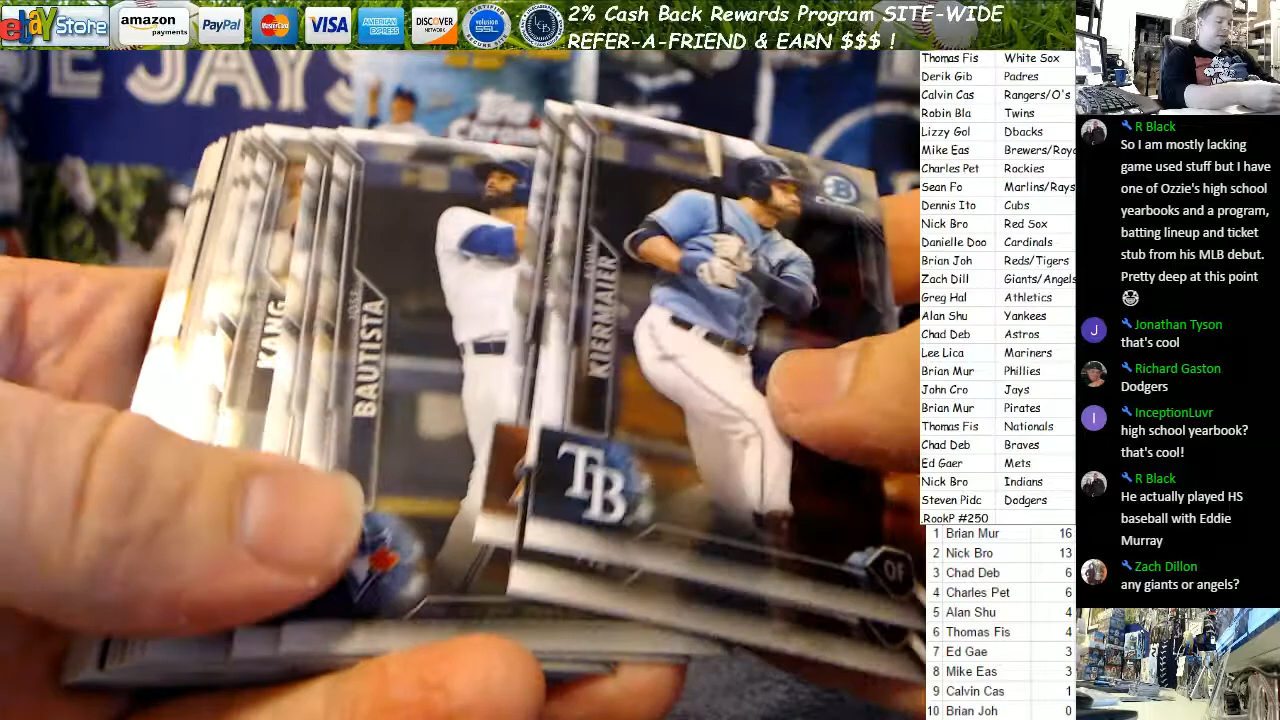 ebay Store
amazon
payments
PayPal
MasterCard
VISA
AMERICAN
EXPRESS
DISCOVER
NETWORK
CERTIFIED
volusion
SSL
2% Cash Back Rewards Program SITE-WIDE
REFER-A-FRIEND & EARN $$$ !
E JAYS
KANG
BAUTISTA
KIERMAIER
TB
OF
Thomas Fis White Sox
Derik Gib Padres
Calvin Cas Rangers/O's
Robin Bla Twins
Lizzy Gol Dbacks
Mike Eas Brewers/Roya
Charles Pet Rockies
Sean Fo Marlins/Rays
Dennis Ito Cubs
Nick Bro Red Sox
Danielle Doo Cardinals
Brian Joh Reds/Tigers
Zach Dill Giants/Angels
Greg Hal Athletics
Alan Shu Yankees
Chad Deb Astros
Lee Lica Mariners
Brian Mur Phillies
John Cro Jays
Brian Mur Pirates
Thomas Fis Nationals
Chad Deb Braves
Ed Gaer Mets
Nick Bro Indians
Steven Pidc Dodgers
.RookP #250
1 Brian Mur 16
2 Nick Bro 13
3 Chad Deb 6
4 Charles Pet 6
5 Alan Shu 4
6 Thomas Fis 4
7 Ed Gae 3
8 Mike Eas 3
9 Calvin Cas 1
10 Brian Joh 0
R Black
So I am mostly lacking
game used stuff but I have
one of Ozzie's high school
yearbooks and a program,
batting lineup and ticket
stub from his MLB debut.
Pretty deep at this point
J
Jonathan Tyson
that's cool
Richard Gaston
Dodgers
I
InceptionLuvr
high school yearbook?
that's cool!
R Black
He actually played HS
baseball with Eddie
Murray
Zach Dillon
any giants or angels?